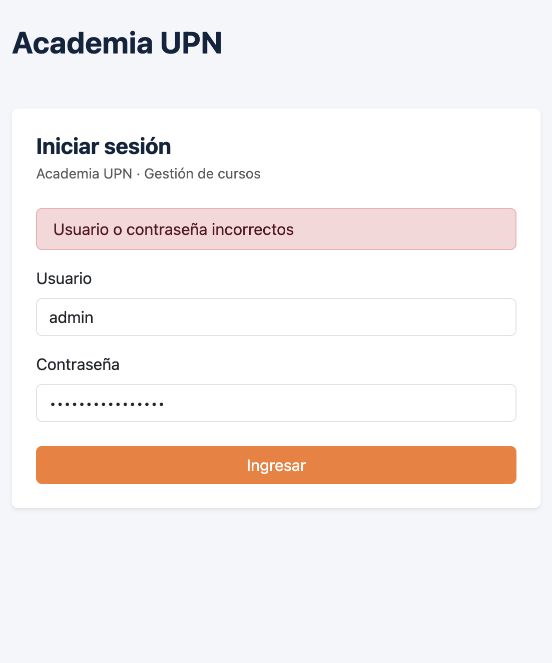 Academia UPN
Iniciar sesión
Academia UPN · Gestión de cursos
Usuario o contraseña incorrectos
Usuario
admin
Contraseña
••••••••••••••••
Ingresar